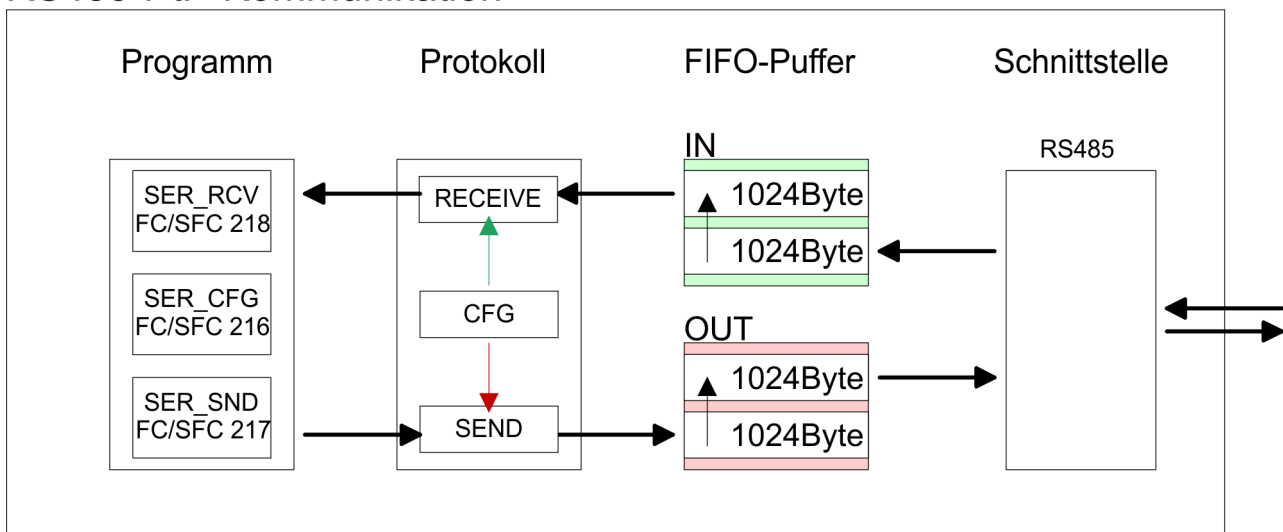 Programm
Protokoll
FIFO-Puffer
Schnittstelle
SER_RCV
FC/SFC 218
SER_CFG
FC/SFC 216
SER_SND
FC/SFC 217
RECEIVE
CFG
SEND
IN
1024Byte
1024Byte
OUT
1024Byte
1024Byte
RS485